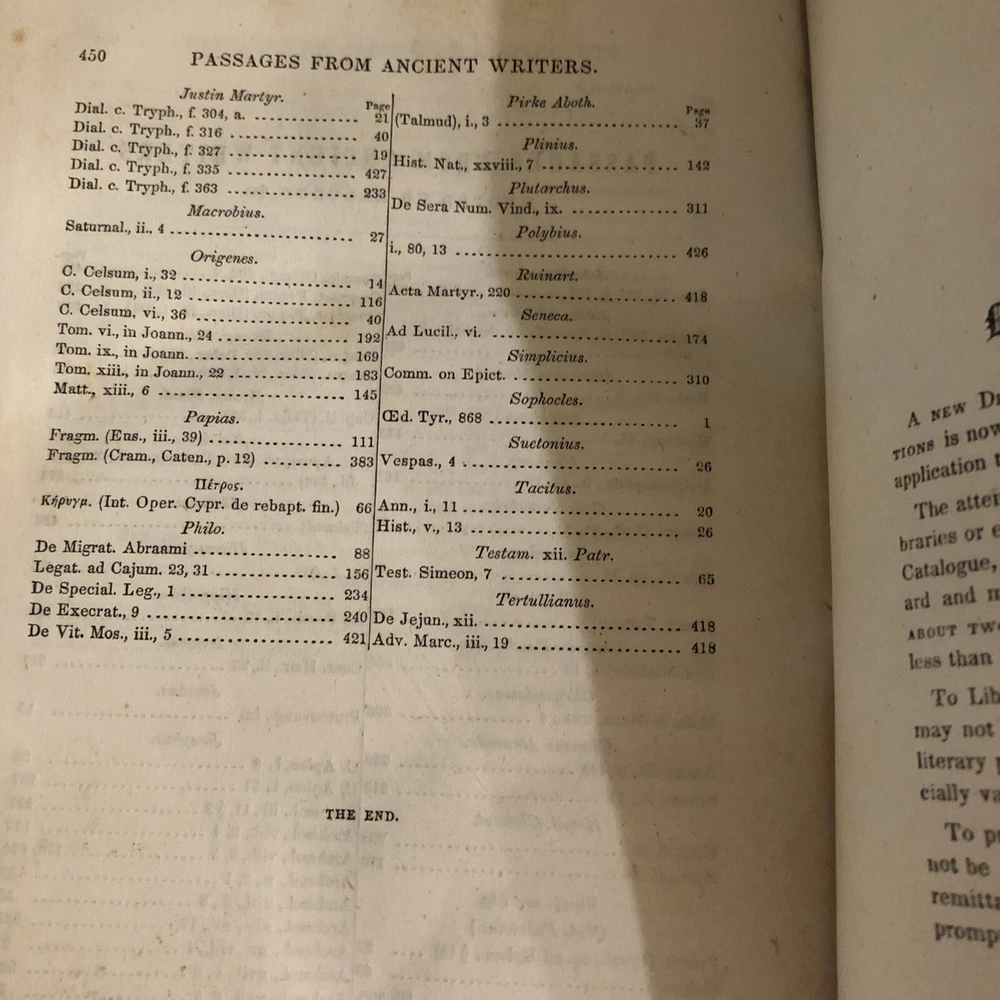 450
PASSAGES FROM ANCIENT WRITERS.
Justin Martyr.
Page
Dial. c. Tryph., f. 304, a. .............. 21
Dial. c. Tryph., f. 316 ................. 40
Dial. c. Tryph., f. 327 ................. 19
Dial. c. Tryph., f. 335 ................. 427
Dial. c. Tryph., f. 363 ................. 233
Macrobius.
Saturnal., ii.. 4 ........................ 27
Origenes.
C. Celsum, i., 32 ....................... 14
C. Celsum, ii., 12 ...................... 116
C. Celsum, vi., 36 ...................... 40
Tom. vi., in Joann., 24 ................. 192
Tom. ix., in Joann. ..................... 169
Tom. xiii., in Joann., 22 ............... 183
Matt., xiii., 6 ......................... 145
Papias.
Fragm. (Eus., iii., 39) ................. 111
Fragm. (Cram., Caten., p. 12) .......... 383
Πέτρος.
Κήρυγμ. (Int. Oper. Cypr. de rebapt. fin.) 66
Philo.
De Migrat. Abraami ...................... 88
Legat. ad Cajum. 23, 31 ................. 156
De Special. Leg., 1 ..................... 234
De Execrat., 9 .......................... 240
De Vit. Mos., iii., 5 ................... 421
Pirke Aboth.
Page
(Talmud), i., 3 ......................... 37
Plinius.
Hist. Nat., xxviii., 7 .................. 142
Plutarchus.
De Sera Num. Vind., ix. ................. 311
Polybius.
i., 80, 13 .............................. 426
Ruinart.
Acta Martyr., 220 ....................... 418
Seneca.
Ad Lucil., vi. .......................... 174
Simplicius.
Comm. on Epict. ......................... 310
Sophocles.
Œd. Tyr., 868 ........................... 1
Suetonius.
Vespas., 4 .............................. 26
Tacitus.
Ann., i., 11 ............................ 20
Hist., v., 13 ........................... 26
Testam. xii. Patr.
Test. Simeon, 7 ......................... 65
Tertullianus.
De Jejun., xii. ......................... 418
Adv. Marc., iii., 19 .................... 418
THE END.
A NEW
TIONS is now
application
The
braries or
Catalogue,
ard and
ABOUT TWO
less than
To
may not
literary
cially
To
not be